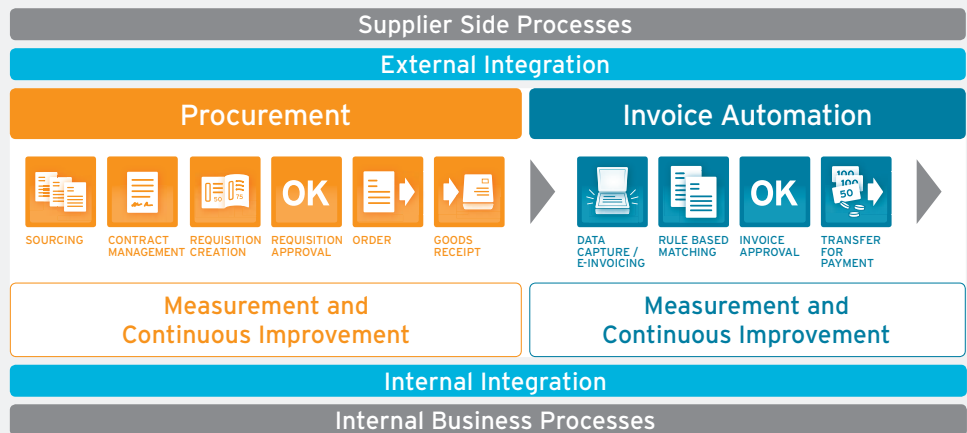 Supplier Side Processes
External Integration
Procurement
Invoice Automation
50
75
OK
OK
100
100
50
SOURCING
CONTRACT
MANAGEMENT
REQUISITION
CREATION
REQUISITION
APPROVAL
ORDER
GOODS
RECEIPT
DATA
CAPTURE /
E-INVOICING
RULE BASED
MATCHING
INVOICE
APPROVAL
TRANSFER
FOR
PAYMENT
Measurement and
Continuous Improvement
Measurement and
Continuous Improvement
Internal Integration
Internal Business Processes